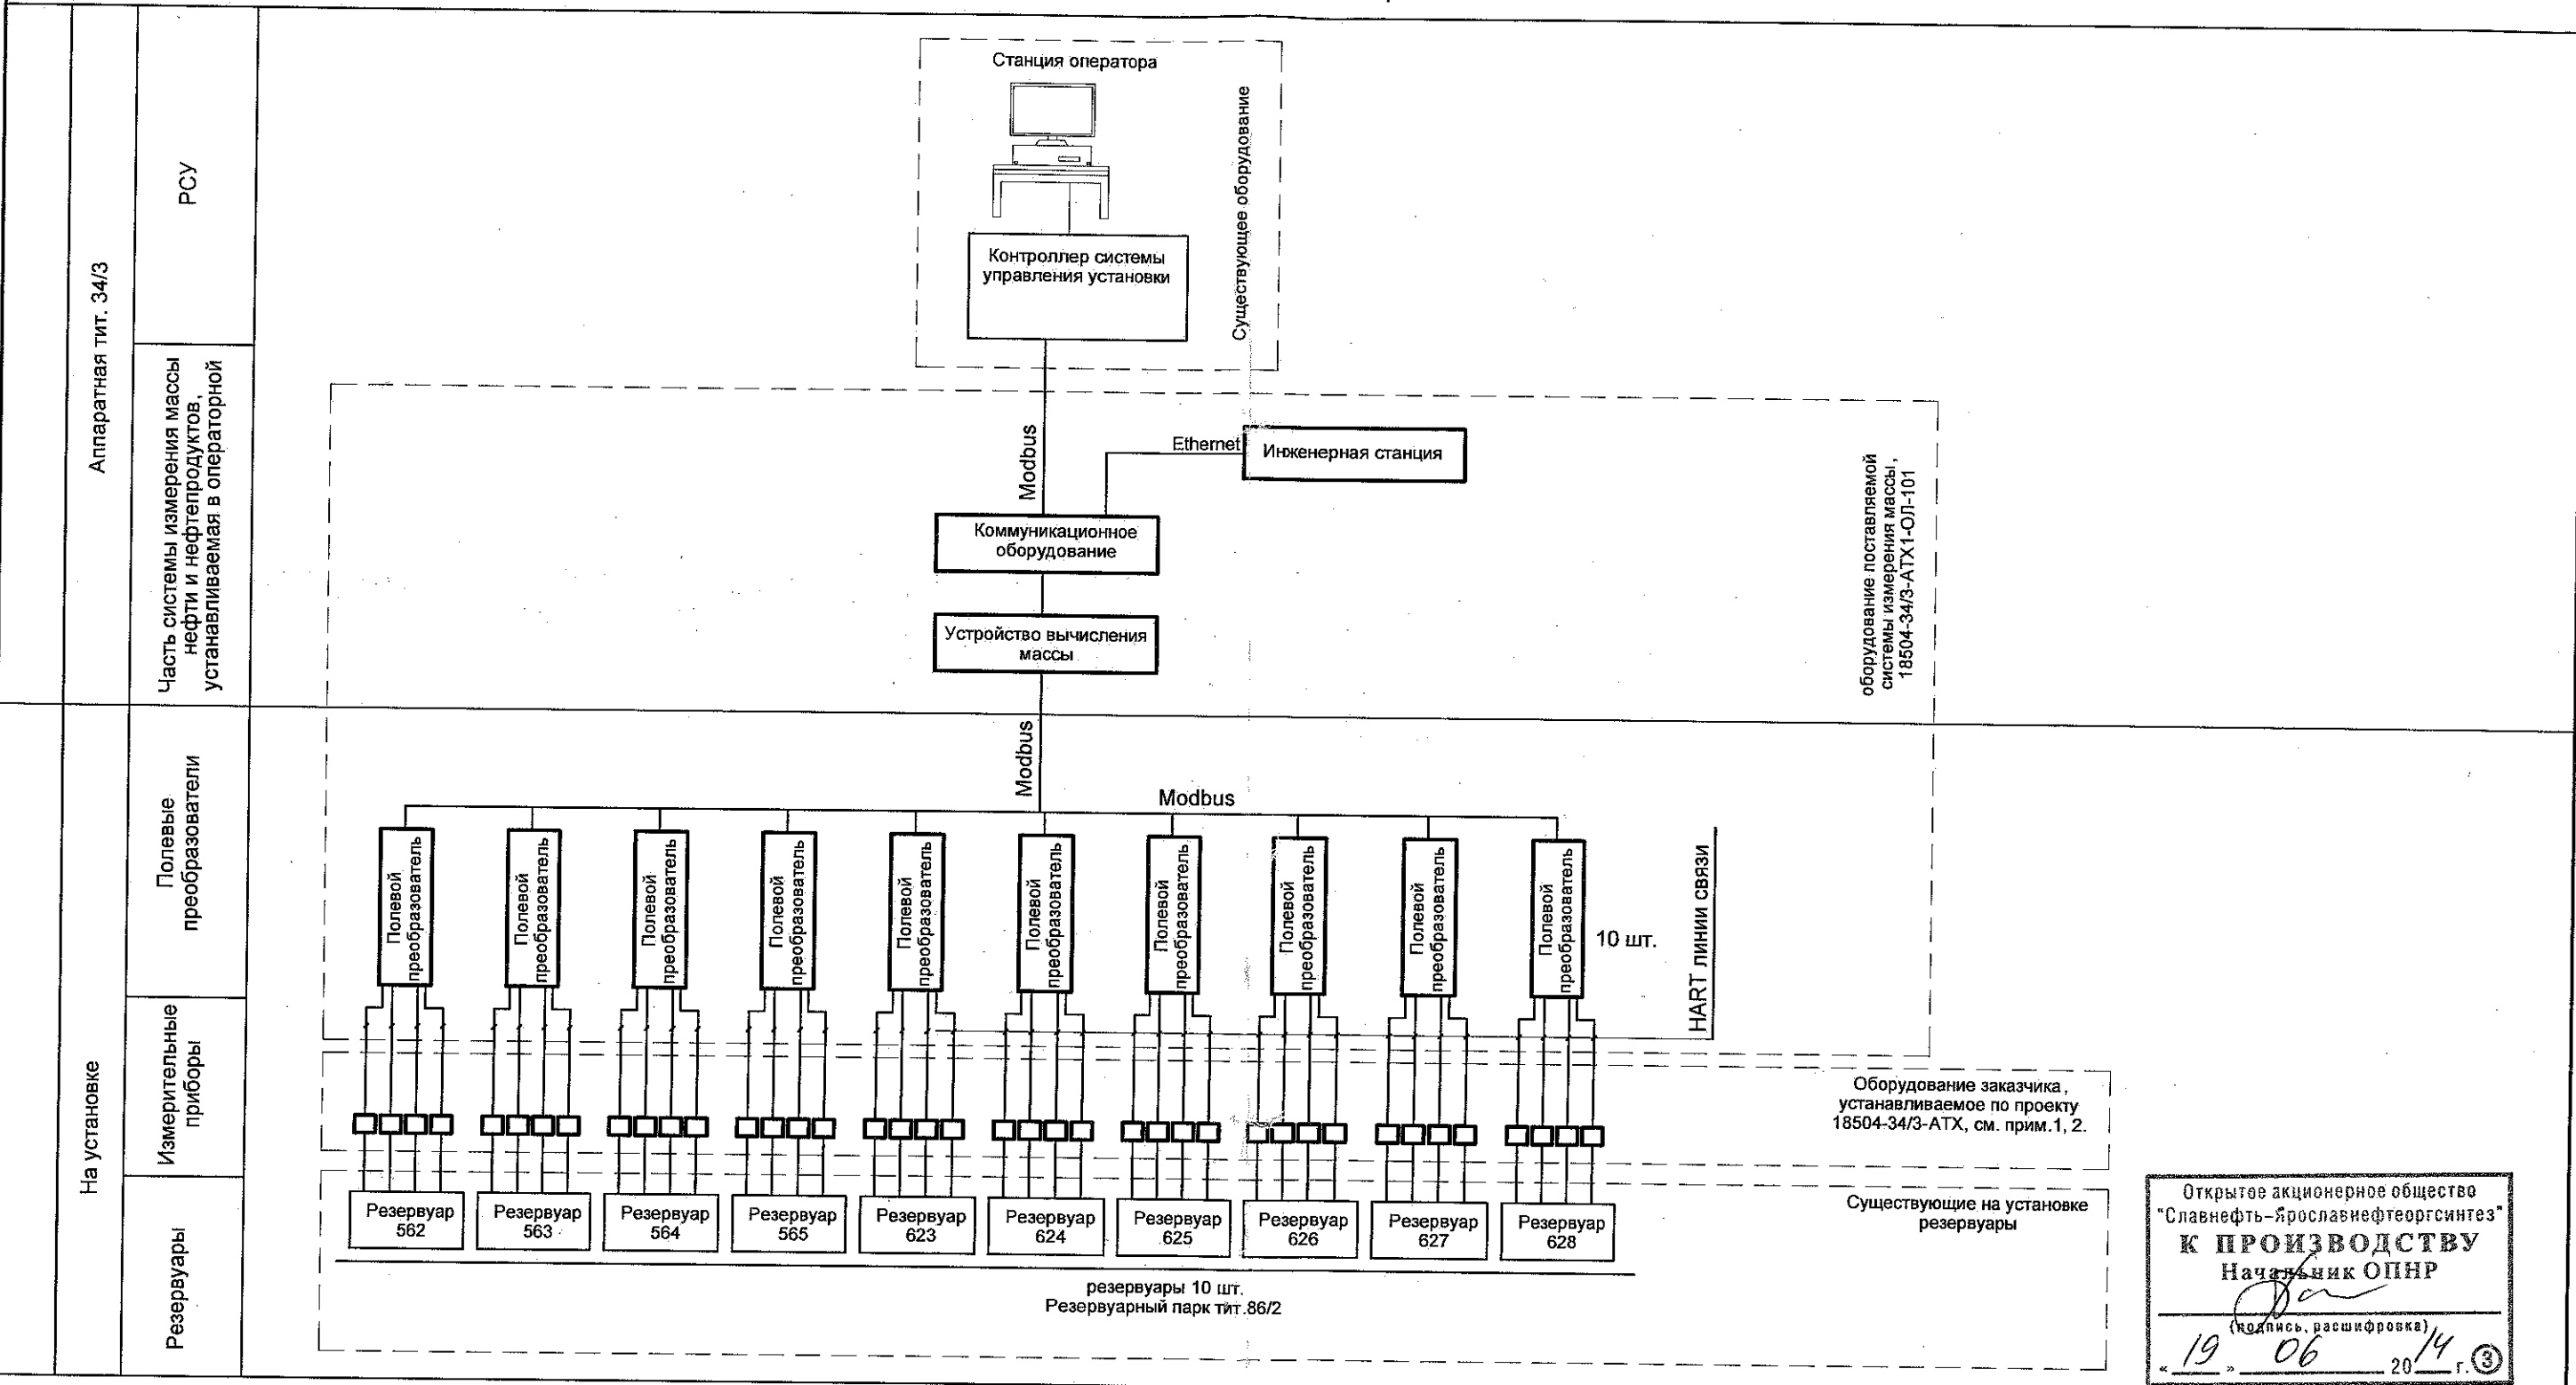 Аппаратная тит. 34/3
РСУ
Часть системы измерения массы
нефти и нефтепродуктов,
устанавливаемая в операторной
На установке
Полевые
преобразователи
Измерительные
приборы
Резервуары
Станция оператора
Контроллер системы
управления установки
Существующее оборудование
Modbus
Ethernet
Инженерная станция
Коммуникационное
оборудование
Устройство вычисления
массы
оборудование поставляемой
системы измерения массы,
18504-34/3-АТХ1-ОЛ-101
Modbus
Modbus
Полевой
преобразователь
Полевой
преобразователь
Полевой
преобразователь
Полевой
преобразователь
Полевой
преобразователь
Полевой
преобразователь
Полевой
преобразователь
Полевой
преобразователь
Полевой
преобразователь
Полевой
преобразователь
10 шт.
HART линии связи
Оборудование заказчика,
устанавливаемое по проекту
18504-34/3-АТХ, см. прим.1, 2.
Резервуар
562
Резервуар
563
Резервуар
564
Резервуар
565
Резервуар
623
Резервуар
624
Резервуар
625
Резервуар
626
Резервуар
627
Резервуар
628
Существующие на установке
резервуары
резервуары 10 шт.
Резервуарный парк тит.86/2
Открытое акционерное общество
"Славнефть-Ярославнефтеоргсинтез"
К ПРОИЗВОДСТВУ
Начальник ОПНР
(подпись, расшифровка)
« 19 » 06 2014 г. 3